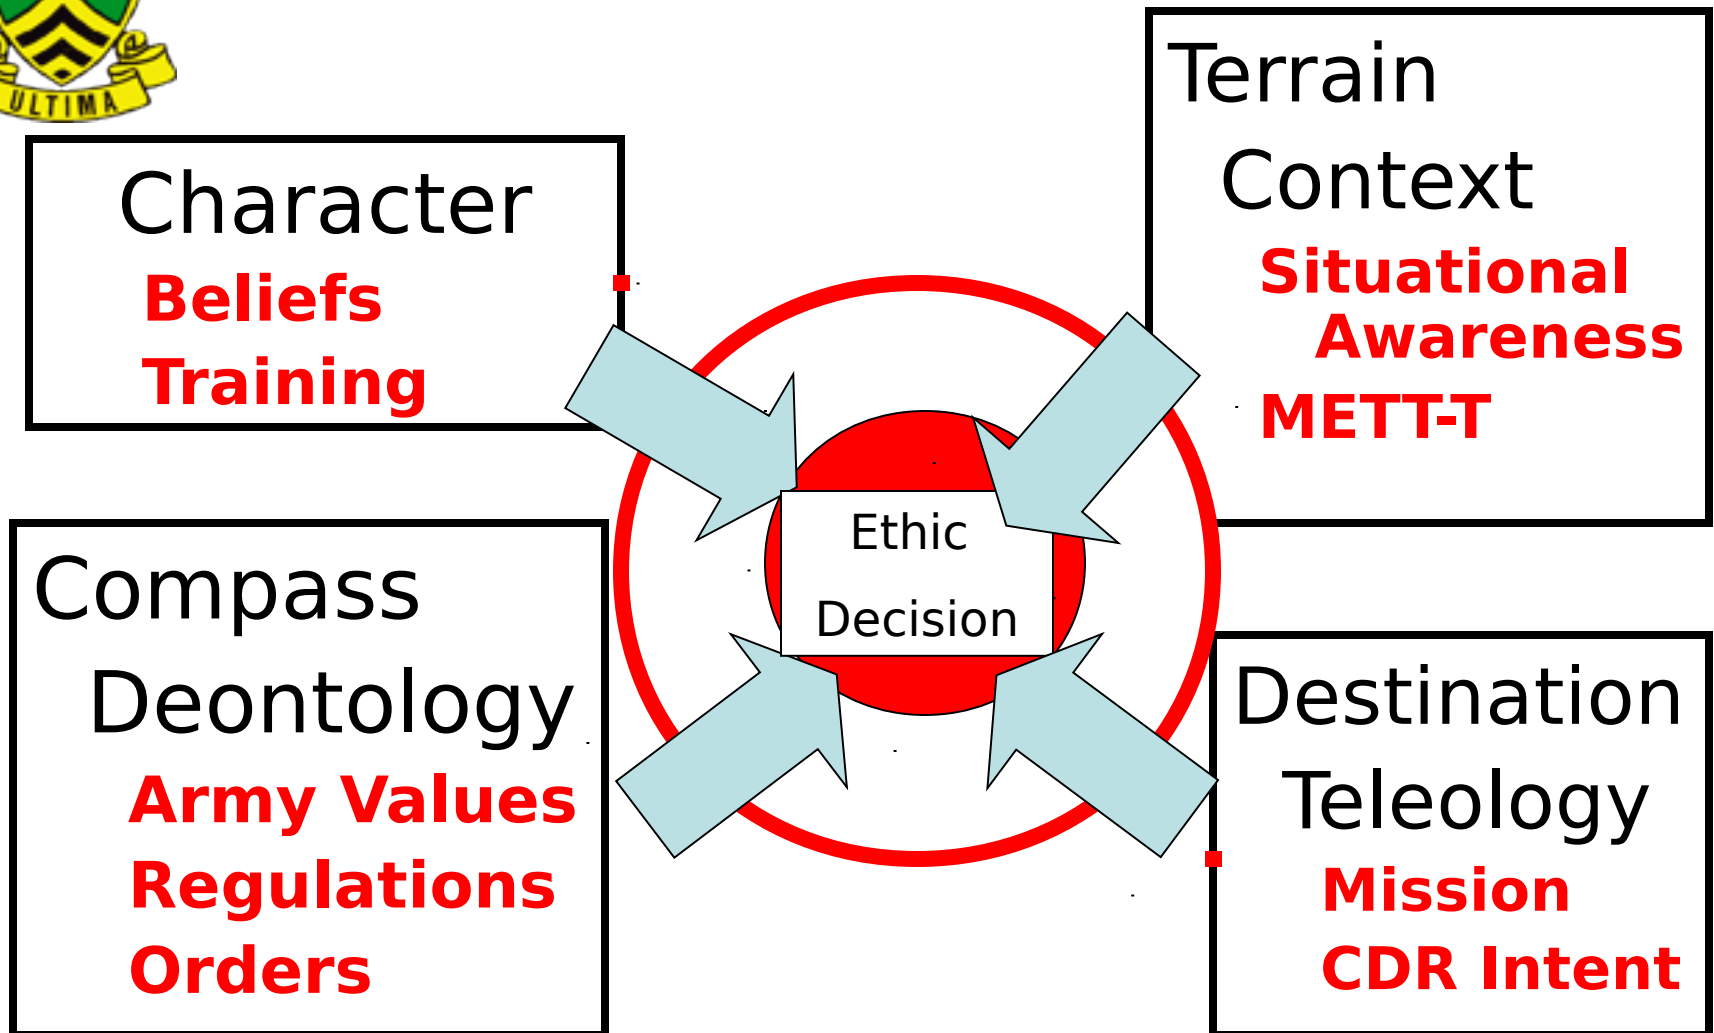 ULTIMA
Character
Beliefs
Training
Terrain
Context
Situational
Awareness
METT-T
Ethic
Decision
Compass
Deontology
Army Values
Regulations
Orders
Destination
Teleology
Mission
CDR Intent